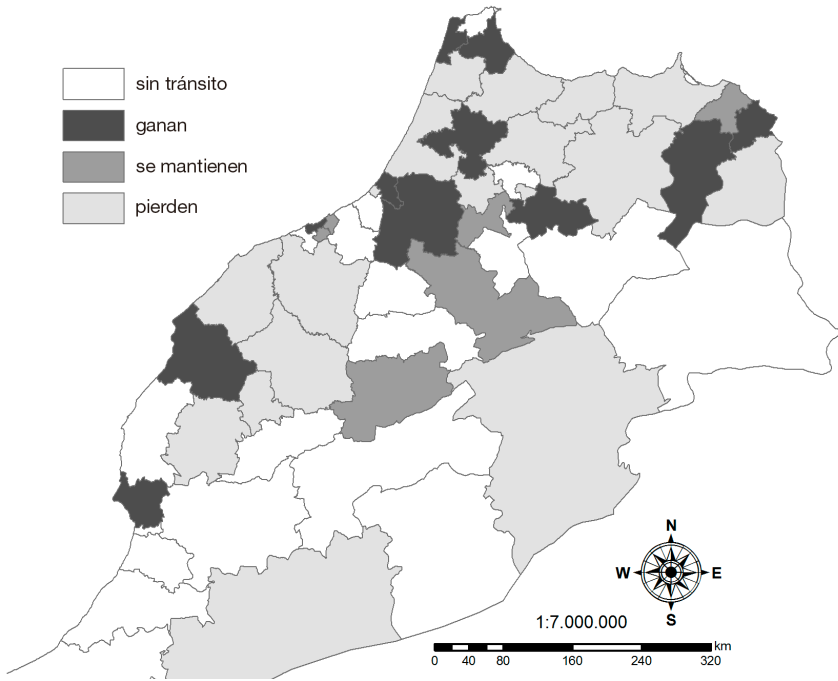 sin tránsito
ganan
se mantienen
pierden
N
W E
S
1:7.000.000
km
0 40 80 160 240 320